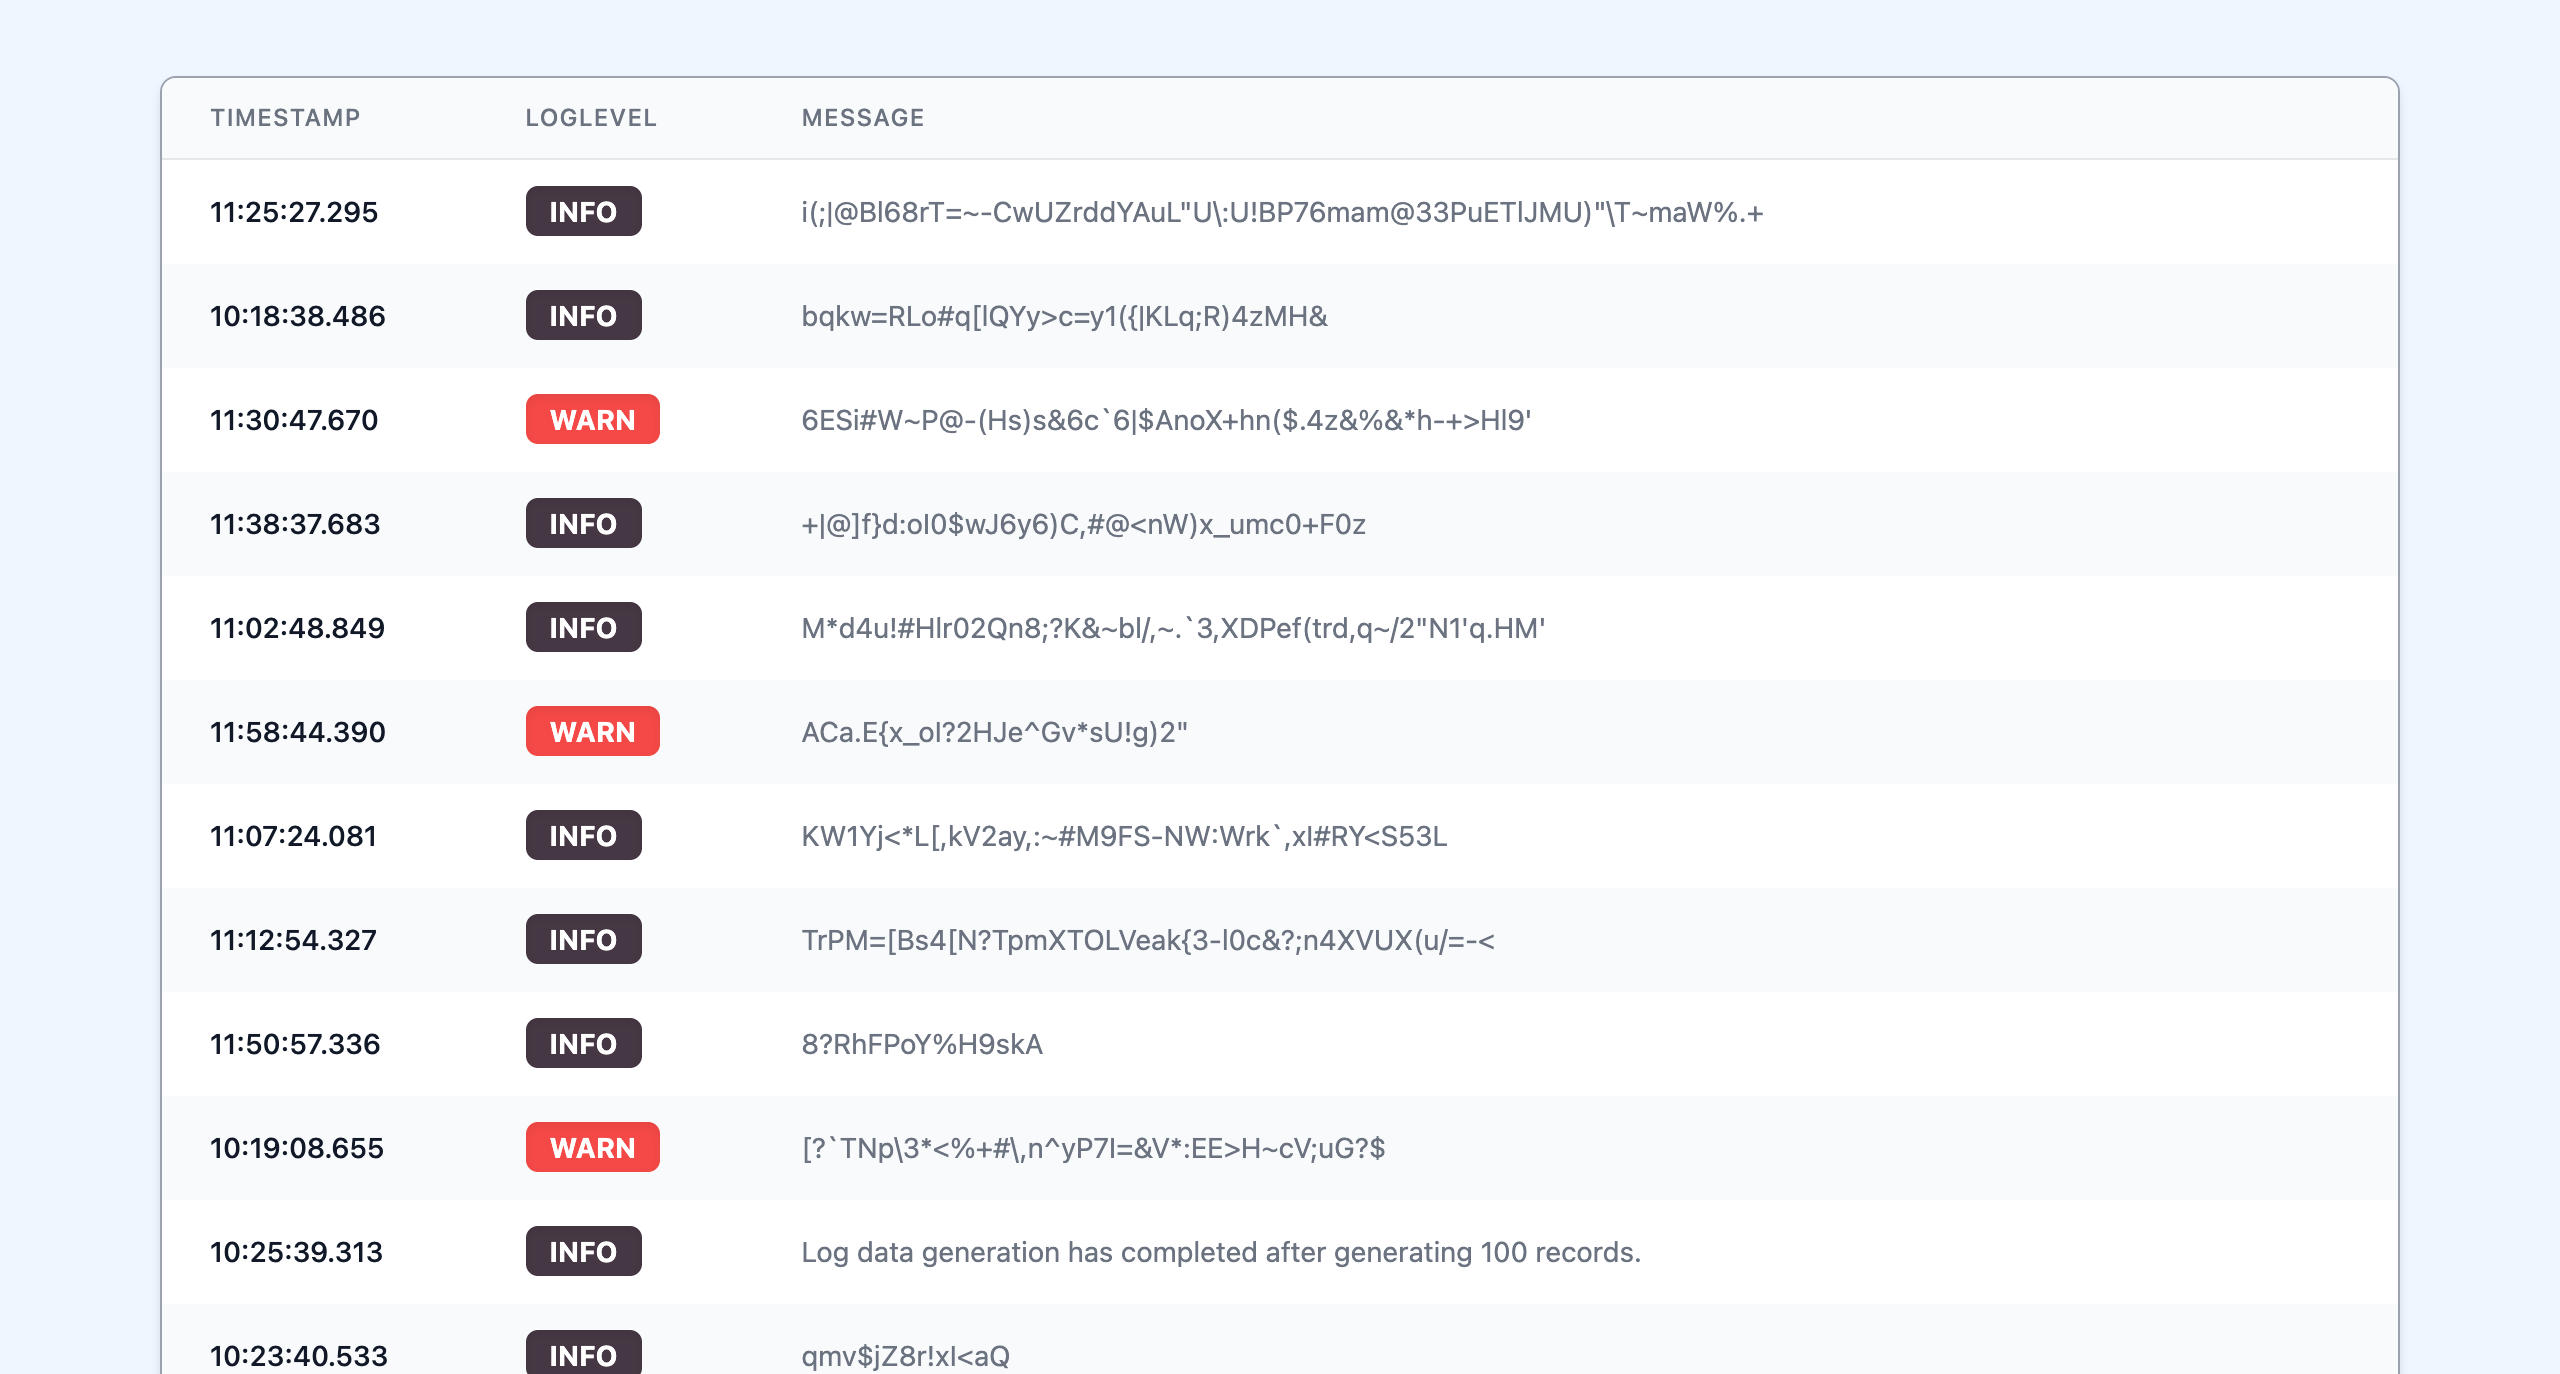 TIMESTAMP LOGLEVEL MESSAGE
11:25:27.295 INFO i(;|@Bl68rT=~-CwUZrddYAuL"U\:U!BP76mam@33PuETlJMU)"\T~maW%.+
10:18:38.486 INFO bqkw=RLo#q[lQYy>c=y1({|KLq;R)4zMH&
11:30:47.670 WARN 6ESi#W~P@-(Hs)s&6c`6|$AnoX+hn($.4z&%&*h-+>Hl9'
11:38:37.683 INFO +|@]f}d:oI0$wJ6y6)C,#@<nW)x_umc0+F0z
11:02:48.849 INFO M*d4u!#Hlr02Qn8;?K&~bl/,~.`3,XDPef(trd,q~/2"N1'q.HM'
11:58:44.390 WARN ACa.E{x_oI?2HJe^Gv*sU!g)2"
11:07:24.081 INFO KW1Yj<*L[,kV2ay,:~#M9FS-NW:Wrk`,xI#RY<S53L
11:12:54.327 INFO TrPM=[Bs4[N?TpmXTOLVeak{3-l0c&?;n4XVUX(u/=-<
11:50:57.336 INFO 8?RhFPoY%H9skA
10:19:08.655 WARN [?`TNp\3*<%+#\,n^yP7I=&V*:EE>H~cV;uG?$
10:25:39.313 INFO Log data generation has completed after generating 100 records.
10:23:40.533 INFO qmv$jZ8r!xI<aQ